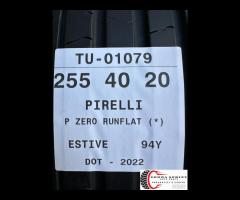 TU-01079
255 40 20
PIRELLI
P ZERO RUNFLAT (*)
ESTIVE 94Y
DOT - 2022